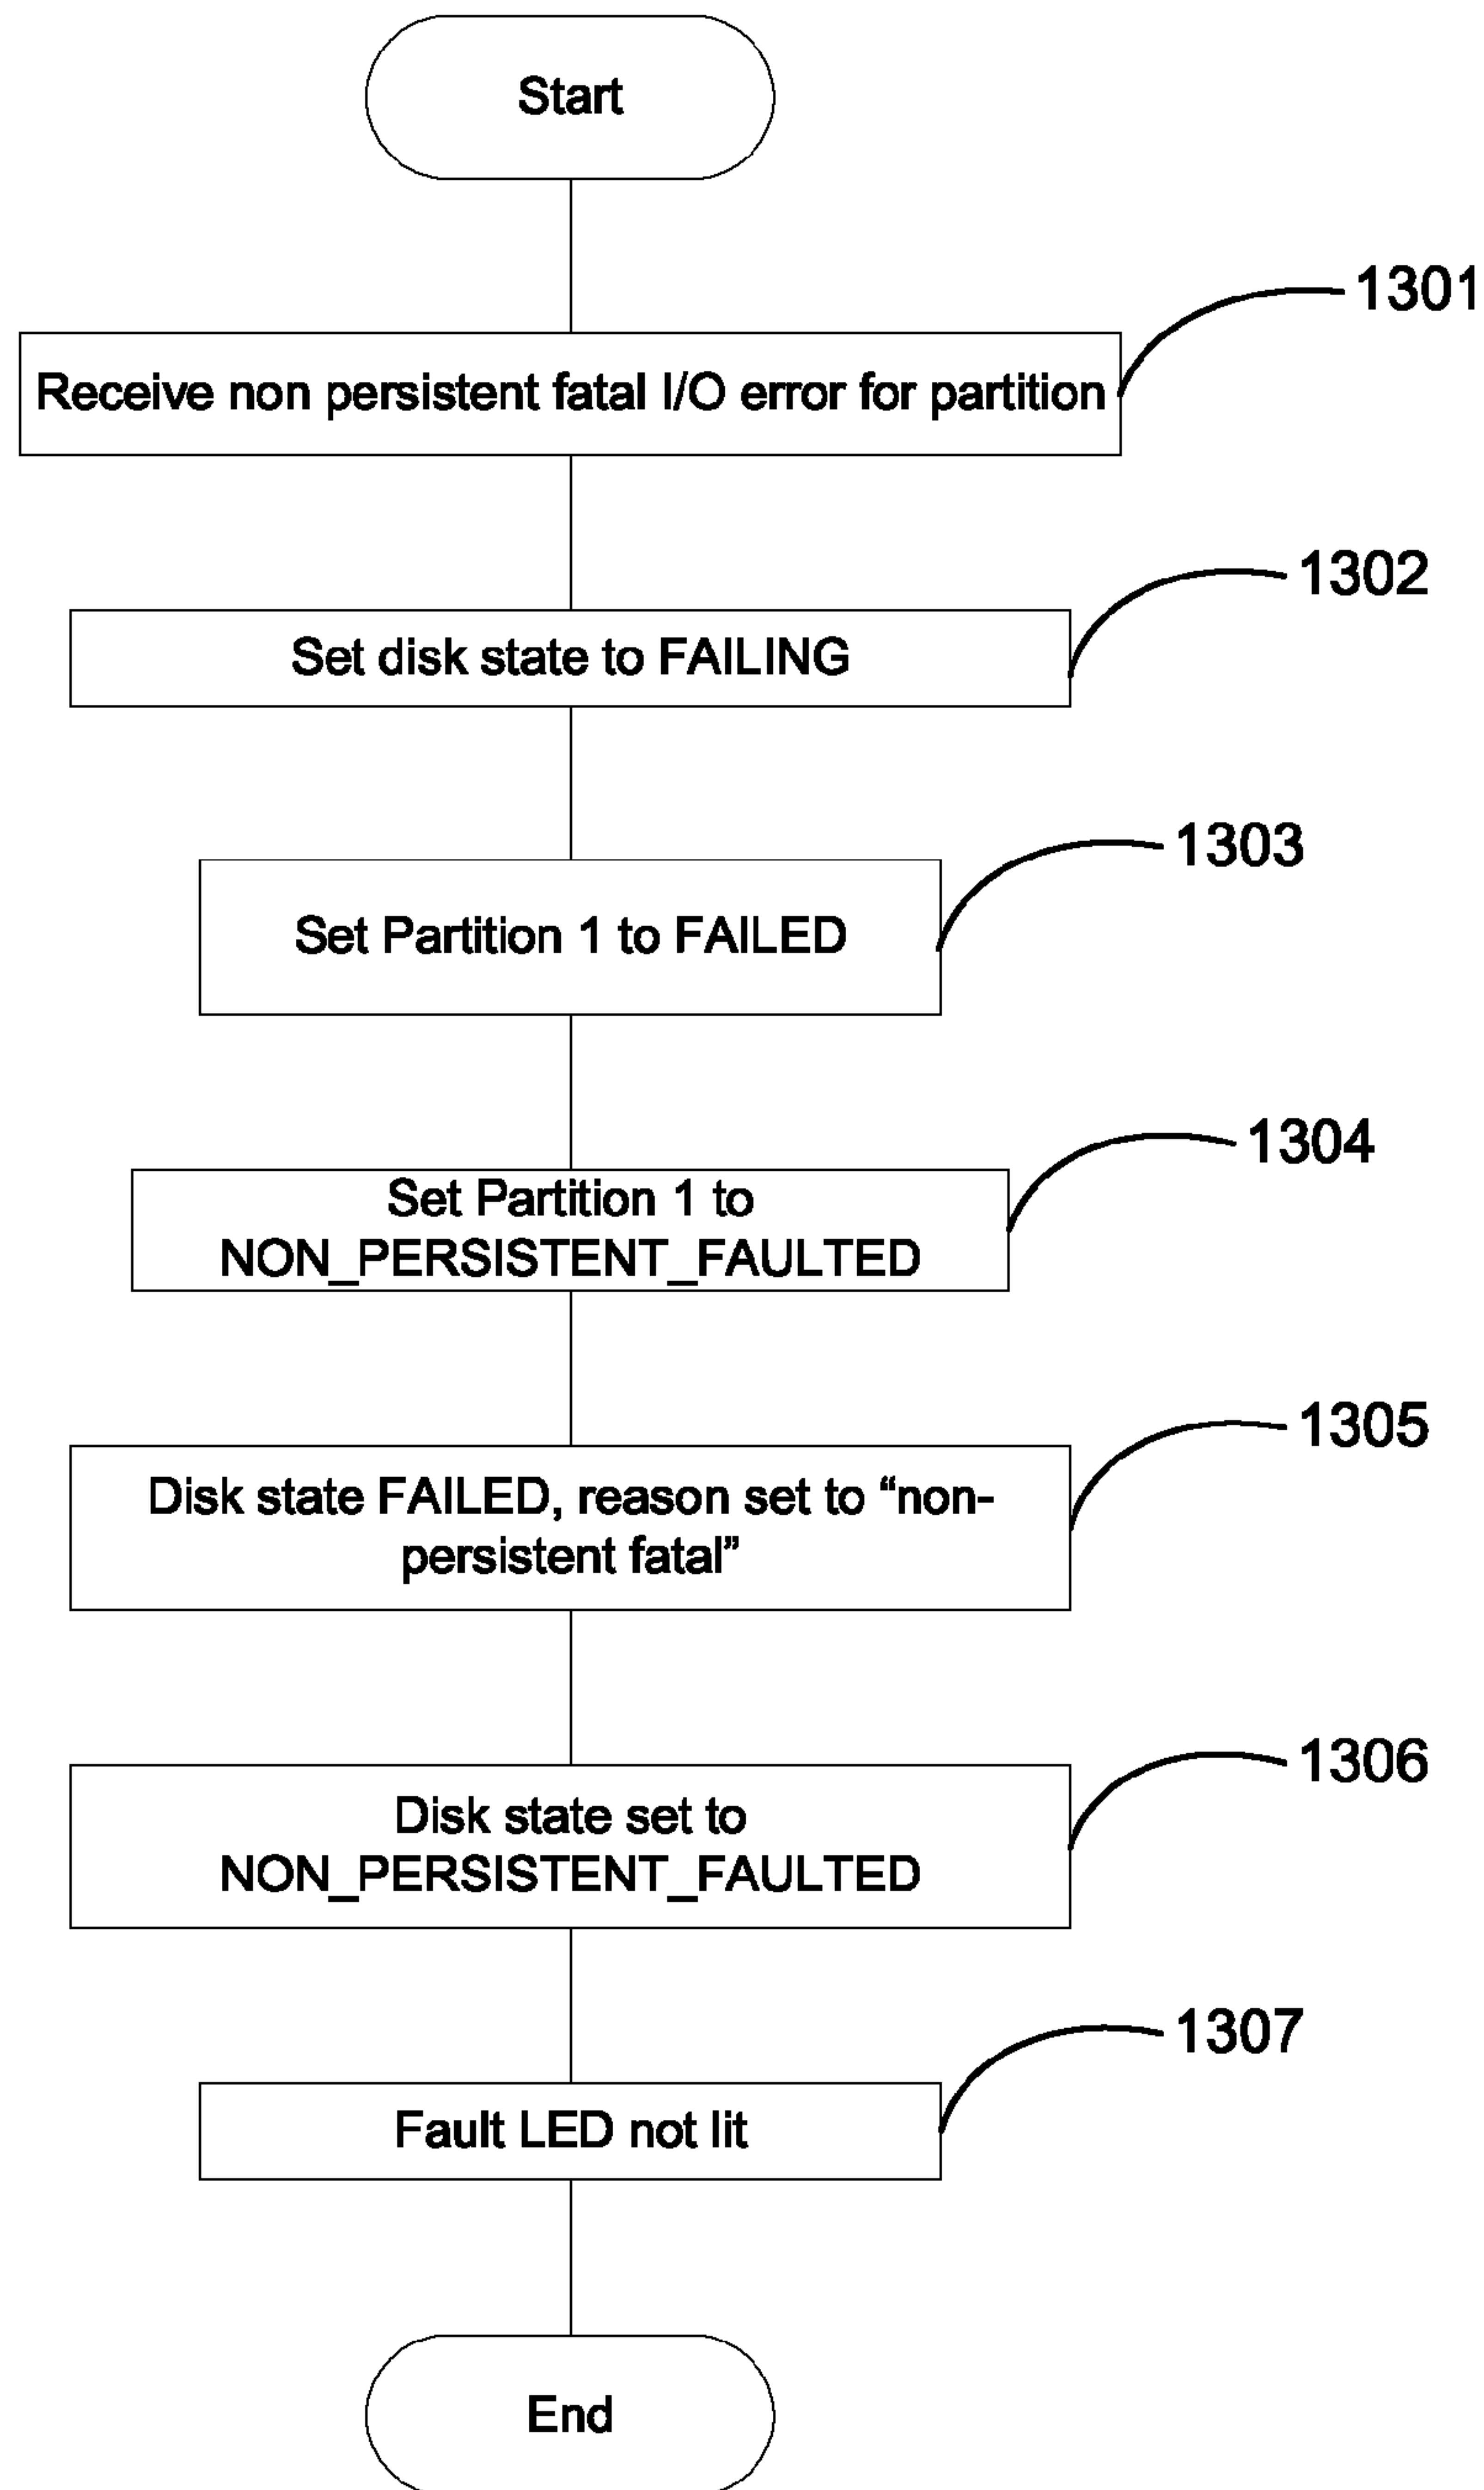 Start
1301
Receive non persistent fatal I/O error for partition
1302
Set disk state to FAILING
1303
Set Partition 1 to FAILED
1304
Set Partition 1 to
NON_PERSISTENT_FAULTED
1305
Disk state FAILED, reason set to “non-
persistent fatal”
1306
Disk state set to
NON_PERSISTENT_FAULTED
1307
Fault LED not lit
End